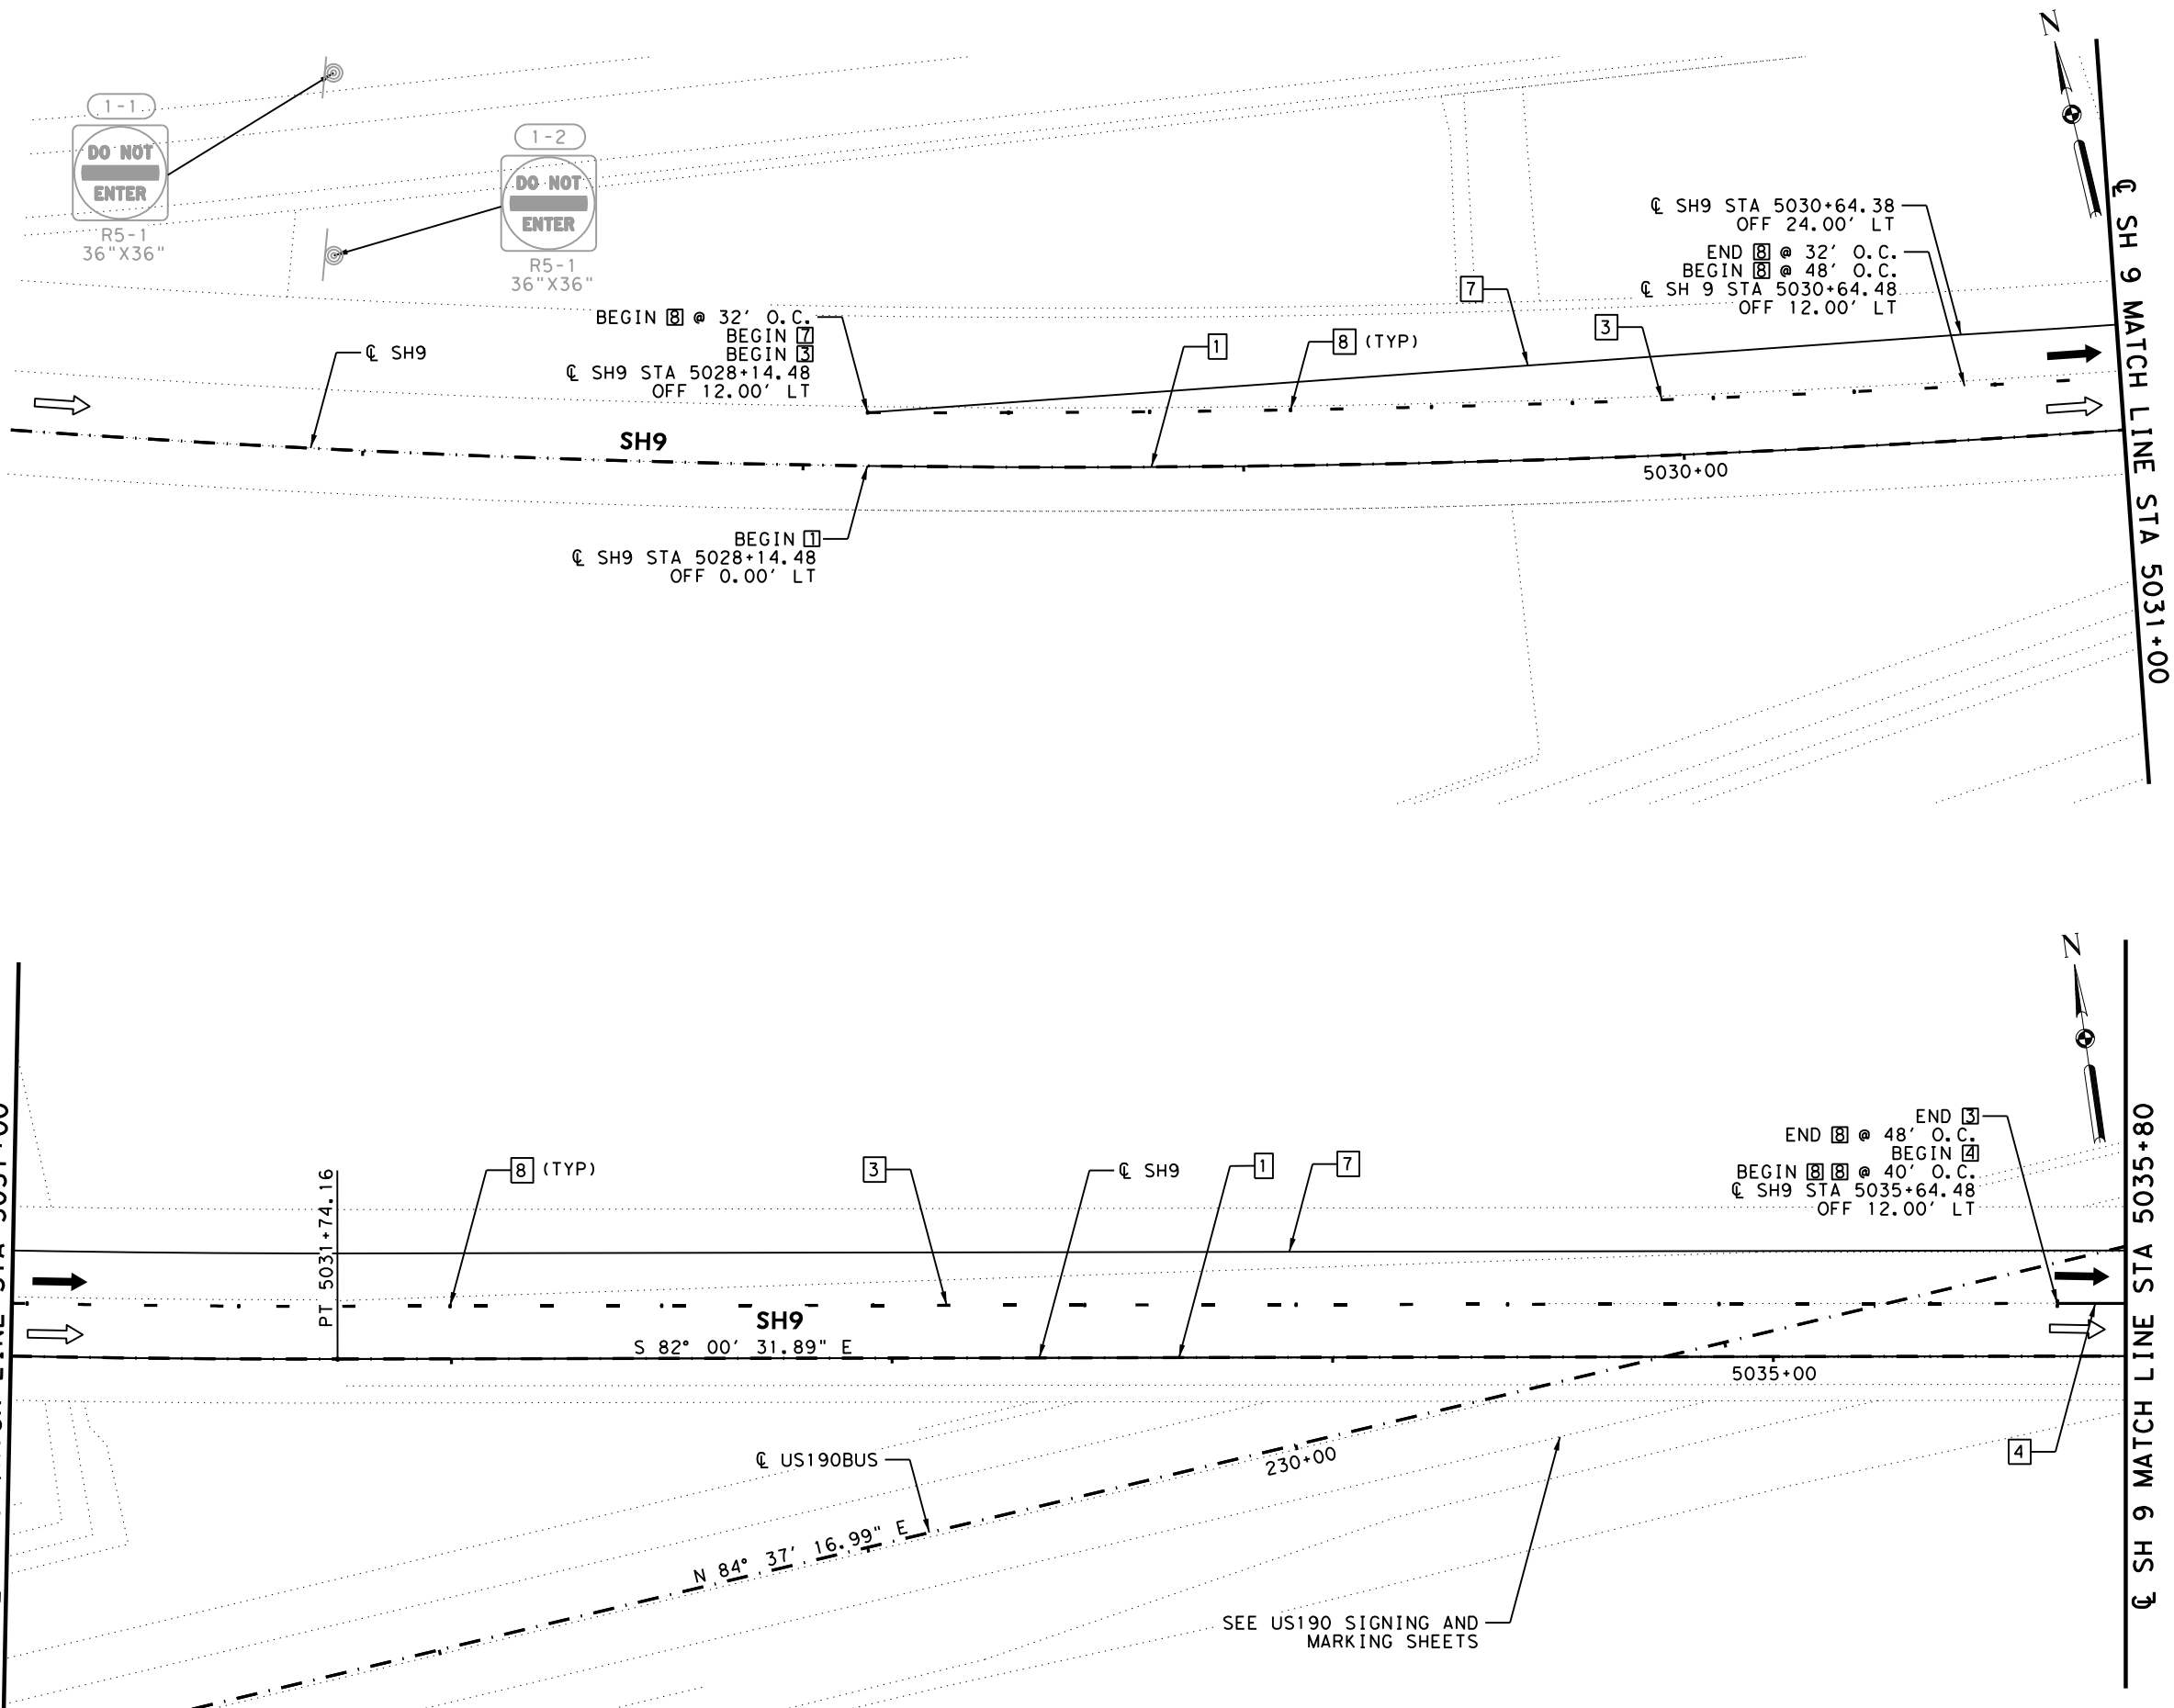 N
1-1
DO NOT
ENTER
R5-1
36"X36"
1-2
DO NOT
ENTER
R5-1
36"X36"
℄ SH9 STA 5030+64.38
OFF 24.00' LT
END 8 @ 32' O.C.
BEGIN 8 @ 48' O.C.
℄ SH 9 STA 5030+64.48
OFF 12.00' LT
7
BEGIN 8 @ 32' O.C.
BEGIN 7
BEGIN 3
℄ SH9 STA 5028+14.48
OFF 12.00' LT
3
1
8 (TYP)
℄ SH9
SH9
5030+00
BEGIN 1
℄ SH9 STA 5028+14.48
OFF 0.00' LT
℄ SH 9 MATCH LINE STA 5031+00
N
END 3
END 8 @ 48' O.C.
BEGIN 4
BEGIN 8 8 @ 40' O.C.
℄ SH9 STA 5035+64.48
OFF 12.00' LT
8 (TYP)
3
℄ SH9
1
7
PT 5031+74.16
SH9
S 82° 00' 31.89" E
5035+00
℄ US190BUS
230+00
4
N 84° 37' 16.99" E
SEE US190 SIGNING AND
MARKING SHEETS
℄ SH 9 MATCH LINE STA 5035+80